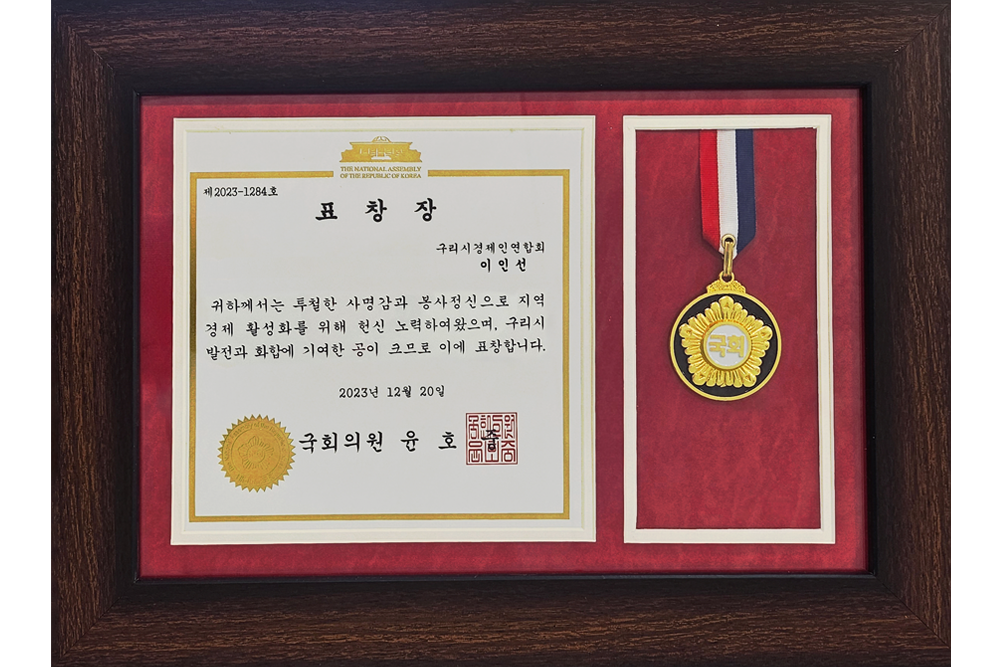 THE NATIONAL ASSEMBLY
OF THE REPUBLIC OF KOREA
제2023-1284호
표 창 장
구리시경제인연합회
이 인 선
귀하께서는 투철한 사명감과 봉사정신으로 지역
경제 활성화를 위해 헌신 노력하여왔으며, 구리시
발전과 화합에 기여한 공이 크므로 이에 표창합니다.
2023년 12월 20일
국회의원 윤 호 중
국회